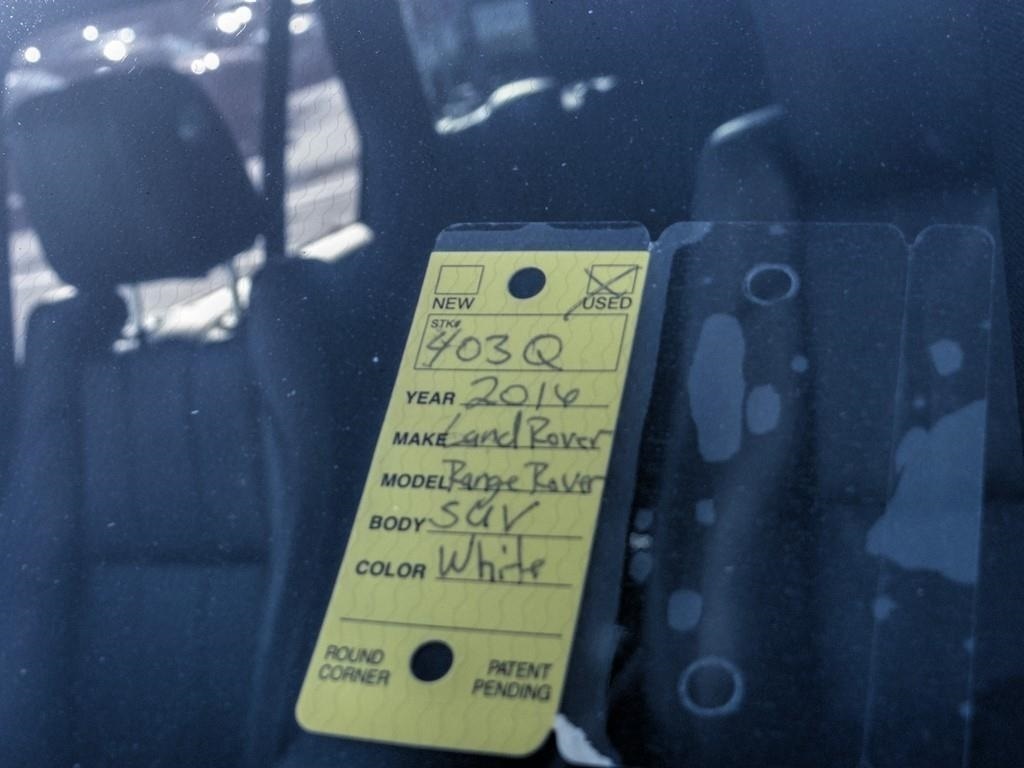 NEW USED
STK#
403Q
YEAR 2016
MAKE Land Rover
MODEL Range Rover
BODY SUV
COLOR White
ROUND CORNER PATENT PENDING